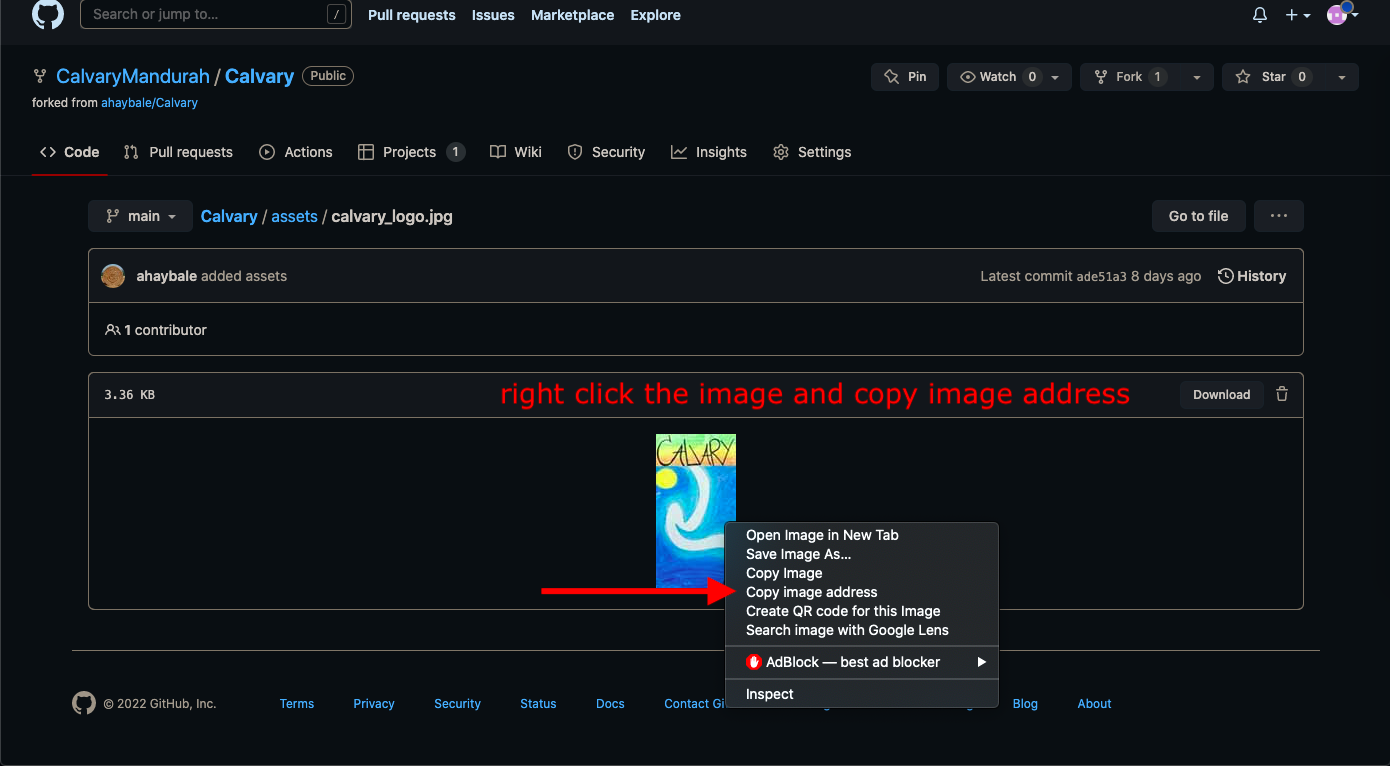 Search or jump to... /
Pull requests Issues Marketplace Explore
CalvaryMandurah / Calvary Public
Pin Watch 0 Fork 1 Star 0
forked from ahaybale/Calvary
Code Pull requests Actions Projects 1 Wiki Security Insights Settings
main Calvary / assets / calvary_logo.jpg Go to file ...
ahaybale added assets Latest commit ade51a3 8 days ago History
1 contributor
3.36 KB right click the image and copy image address Download
CALVARY
Open Image in New Tab
Save Image As...
Copy Image
Copy image address
Create QR code for this Image
Search image with Google Lens
AdBlock — best ad blocker
Inspect
© 2022 GitHub, Inc. Terms Privacy Security Status Docs Contact Gi Blog About